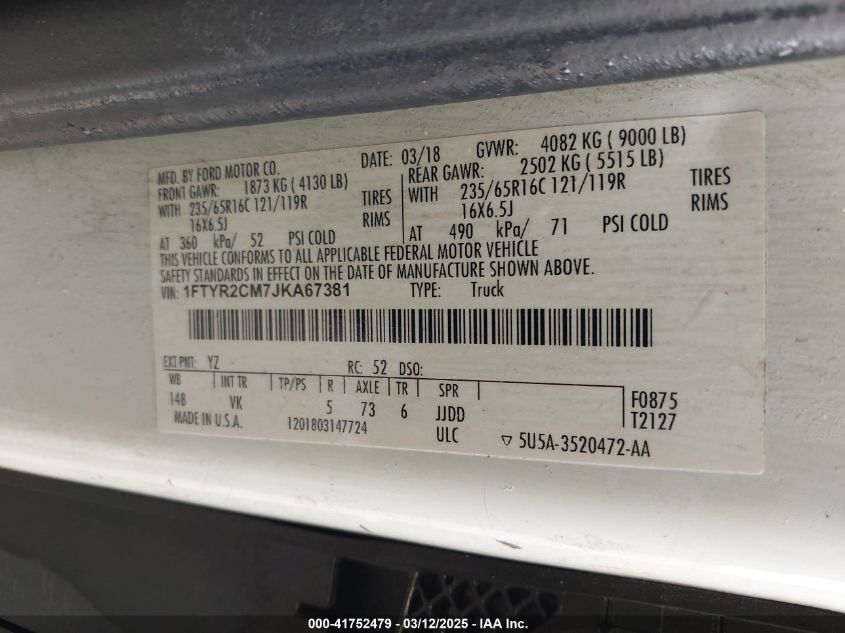 MFD. BY FORD MOTOR CO.
DATE: 03/18 GVWR: 4082 KG ( 9000 LB)
FRONT GAWR: 1873 KG ( 4130 LB)
WITH 235/65R16C 121/119R TIRES
16X6.5J RIMS
AT 360 kPa/ 52 PSI COLD
REAR GAWR: 2502 KG ( 5515 LB)
WITH 235/65R16C 121/119R TIRES
16X6.5J RIMS
AT 490 kPa/ 71 PSI COLD
THIS VEHICLE CONFORMS TO ALL APPLICABLE FEDERAL MOTOR VEHICLE
SAFETY STANDARDS IN EFFECT ON THE DATE OF MANUFACTURE SHOWN ABOVE.
VIN: 1FTYR2CM7JKA67381 TYPE: Truck
EXT PNT: YZ RC: 52 DSO:
WB INT TR TP/PS R AXLE TR SPR
148 VK 5 73 6 JJDD F0875
MADE IN U.S.A. 1201803147724 ULC T2127
▽ 5U5A-3520472-AA
000-41752479 - 03/12/2025 - IAA Inc.